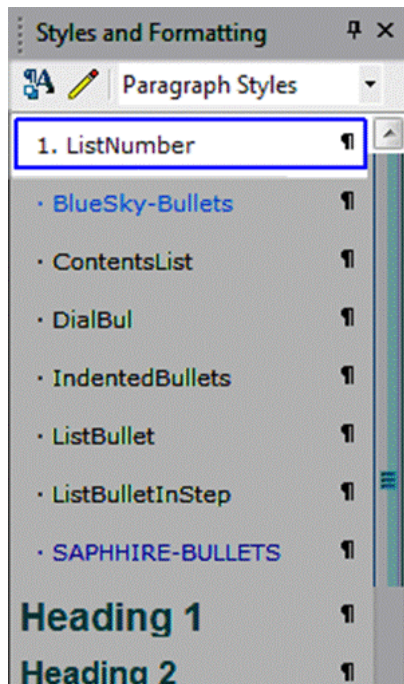 Styles and Formatting
Paragraph Styles
1. ListNumber ¶
· BlueSky-Bullets ¶
· ContentsList ¶
· DialBul ¶
· IndentedBullets ¶
· ListBullet ¶
· ListBulletInStep ¶
· SAPHHIRE-BULLETS ¶
Heading 1 ¶
Heading 2 ¶